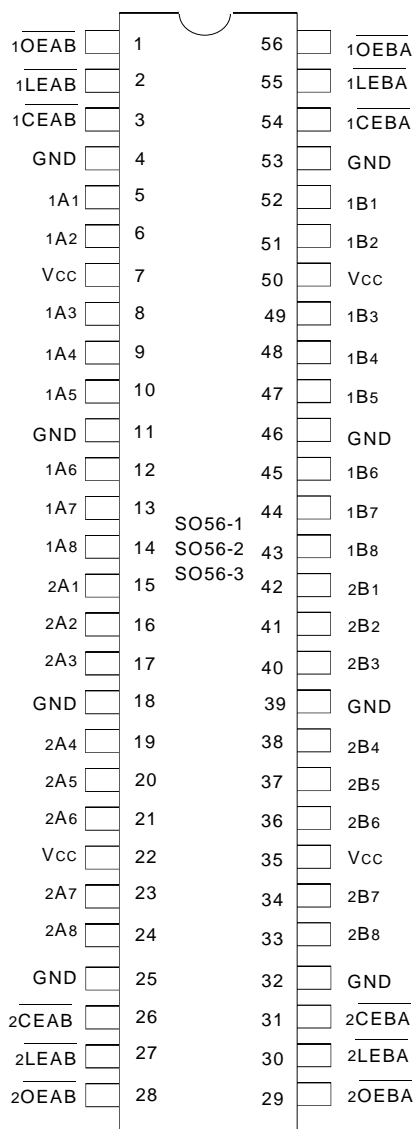 1OEAB 1 56 1OEBA
1LEAB 2 55 1LEBA
1CEAB 3 54 1CEBA
GND 4 53 GND
1A1 5 52 1B1
1A2 6 51 1B2
Vcc 7 50 Vcc
1A3 8 49 1B3
1A4 9 48 1B4
1A5 10 47 1B5
GND 11 46 GND
1A6 12 45 1B6
1A7 13 44 1B7
SO56-1
1A8 14 SO56-2 43 1B8
SO56-3
2A1 15 42 2B1
2A2 16 41 2B2
2A3 17 40 2B3
GND 18 39 GND
2A4 19 38 2B4
2A5 20 37 2B5
2A6 21 36 2B6
Vcc 22 35 Vcc
2A7 23 34 2B7
2A8 24 33 2B8
GND 25 32 GND
2CEAB 26 31 2CEBA
2LEAB 27 30 2LEBA
2OEAB 28 29 2OEBA